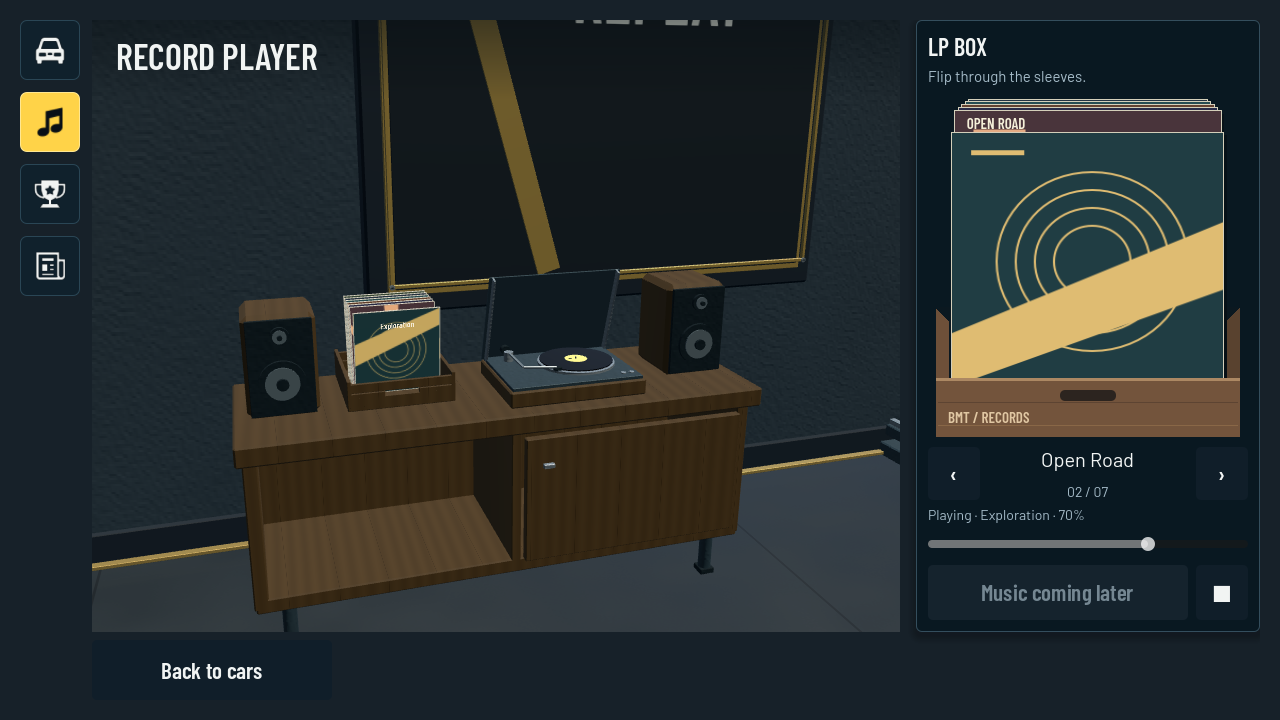 RECORD PLAYER
Exploration
Back to cars
LP BOX
Flip through the sleeves.
OPEN ROAD
BMT / RECORDS
‹
Open Road
›
02 / 07
Playing · Exploration · 70%
Music coming later